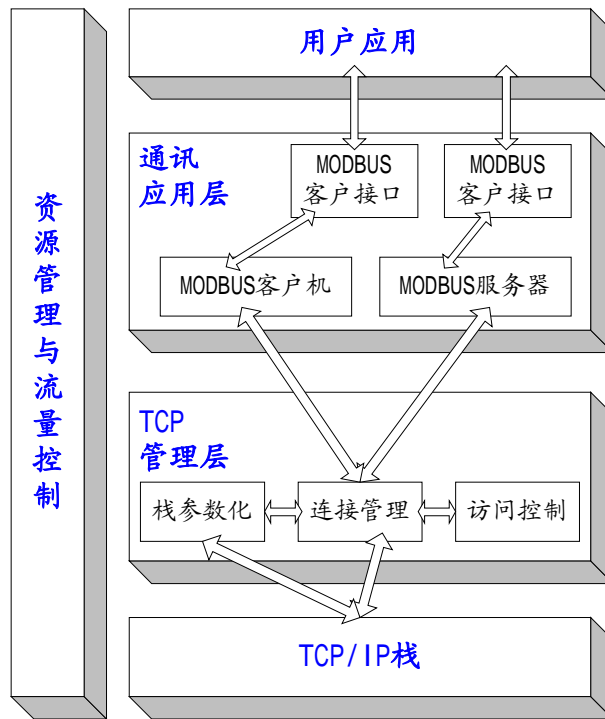 用户应用
通讯
应用层
MODBUS
客户接口
MODBUS
客户接口
MODBUS客户机
MODBUS服务器
资
源
管
理
与
流
量
控
制
TCP
管理层
栈参数化
连接管理
访问控制
TCP/IP栈